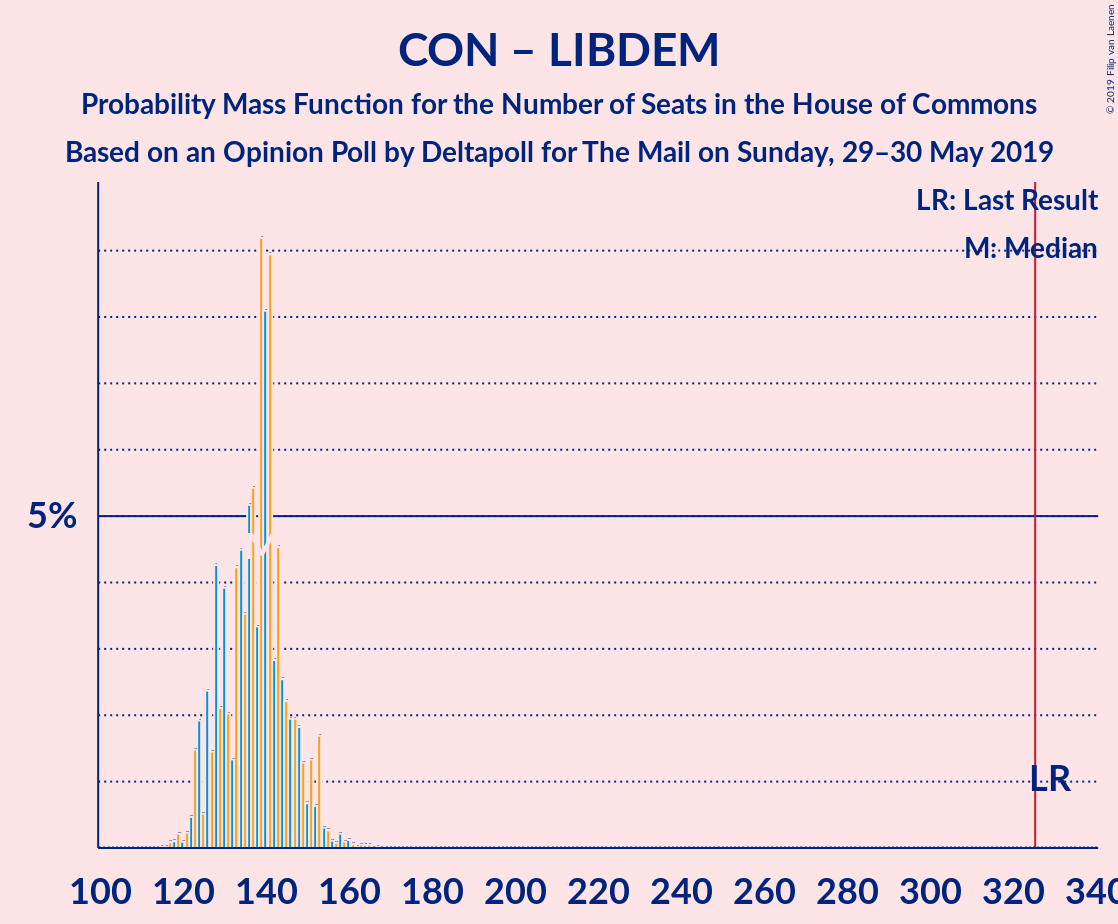 CON – LIBDEM
Probability Mass Function for the Number of Seats in the House of Commons
Based on an Opinion Poll by Deltapoll for The Mail on Sunday, 29–30 May 2019
© 2019 Filip van Laenen
LR: Last Result
M: Median
5%
LR
100 120 140 160 180 200 220 240 260 280 300 320 340